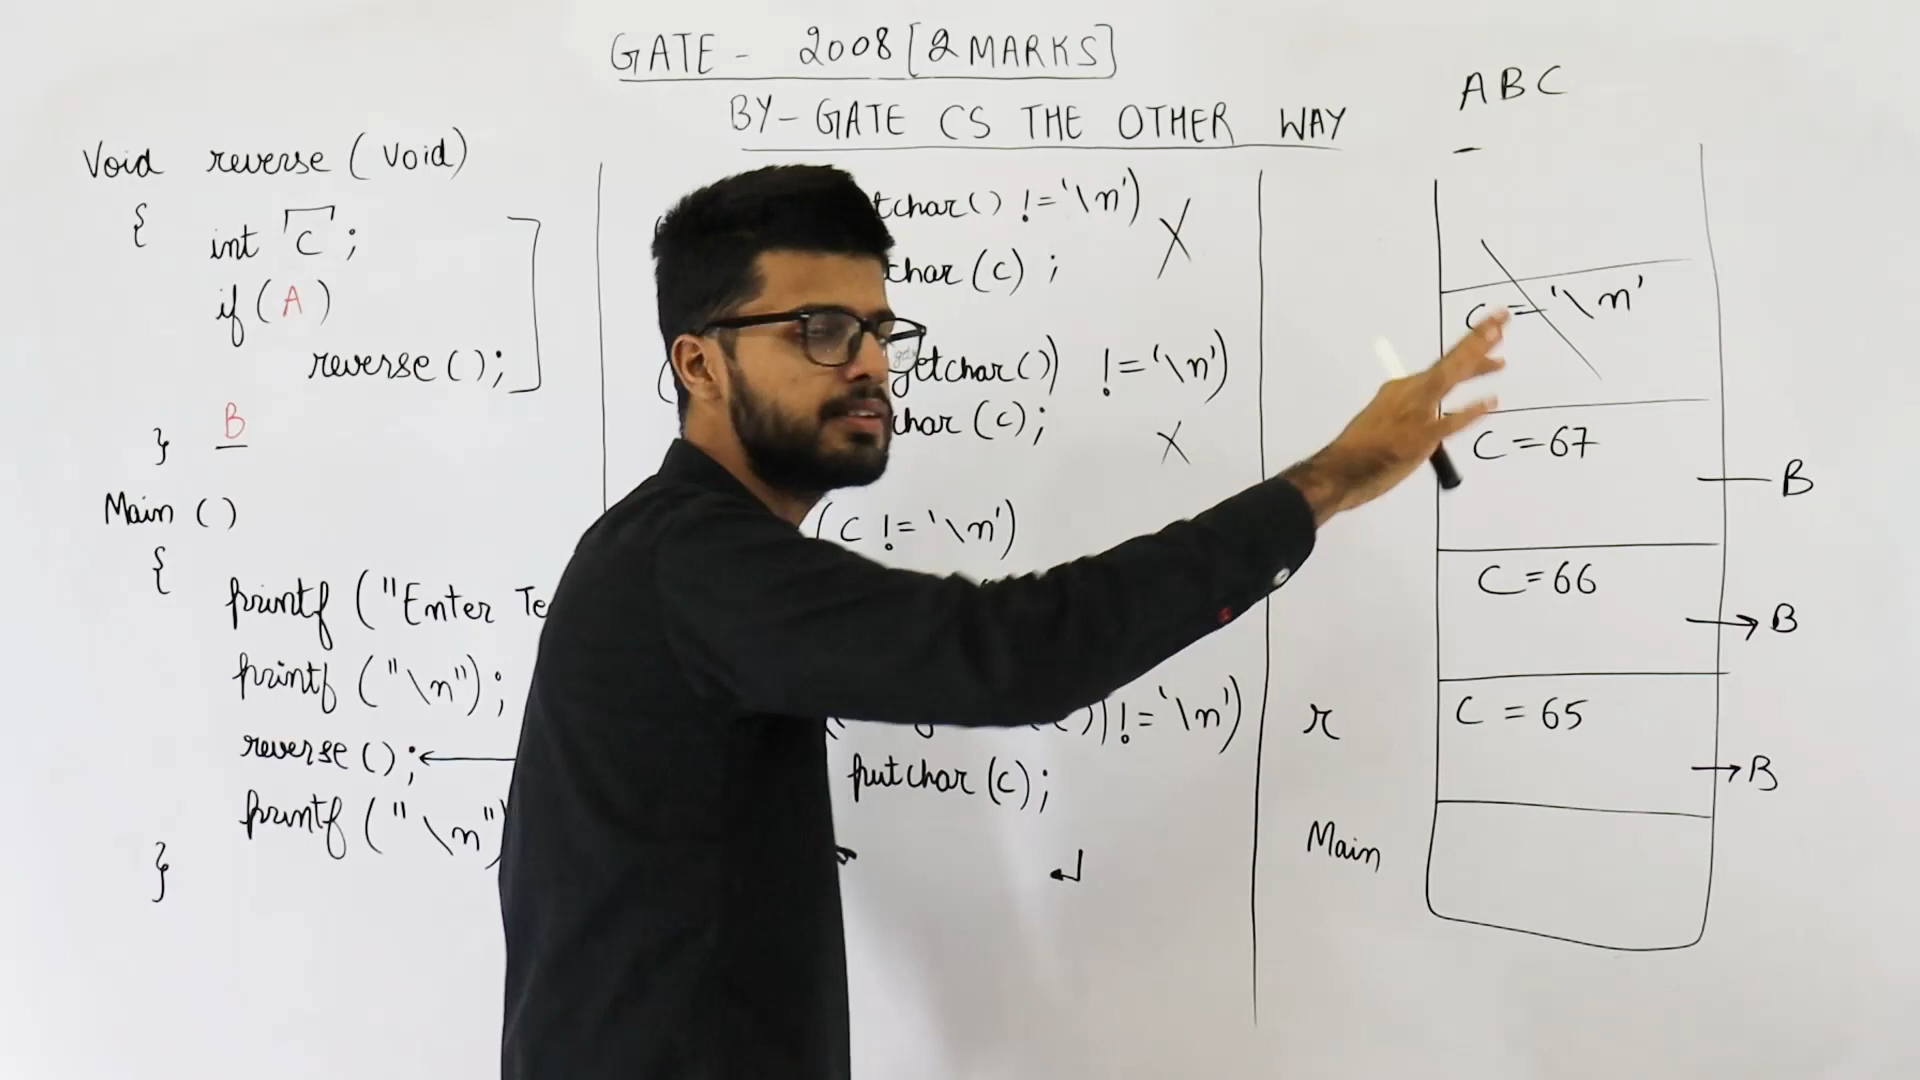 GATE - 2008 [2 MARKS]
BY - GATE CS THE OTHER WAY
Void reverse (Void)
{
int c ;
if ( A )
reverse ( ) ;
} B
Main ( )
{
printf ("Enter Te
printf ("\n") ;
reverse ( ) ;
printf ("\n")
}
tchar() != '\n')
char (c) ;
X
( getchar()) != '\n')
char (c) ;
X
(C != '\n')
) != '\n')
putchar (c) ;
ABC
C = '\n'
C = 67
B
C = 66
B
r
C = 65
B
Main